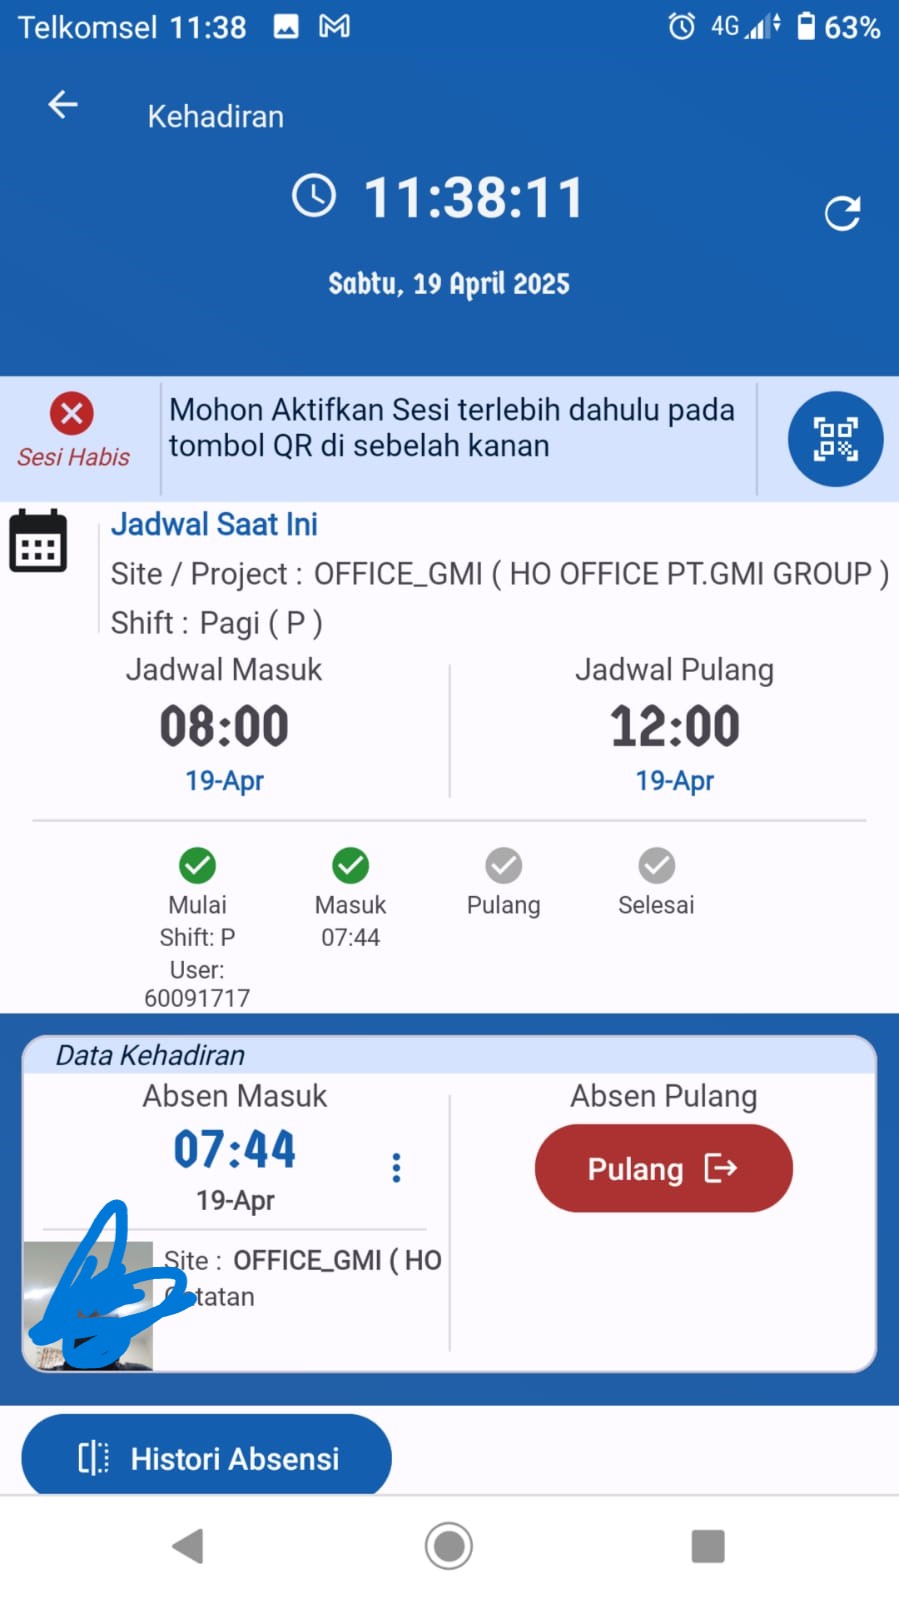 Telkomsel 11:38 4G 63%
Kehadiran
11:38:11
Sabtu, 19 April 2025
Sesi Habis
Mohon Aktifkan Sesi terlebih dahulu pada
tombol QR di sebelah kanan
Jadwal Saat Ini
Site / Project : OFFICE_GMI ( HO OFFICE PT.GMI GROUP )
Shift : Pagi ( P )
Jadwal Masuk
08:00
19-Apr
Jadwal Pulang
12:00
19-Apr
Mulai
Shift: P
User:
60091717
Masuk
07:44
Pulang
Selesai
Data Kehadiran
Absen Masuk
07:44
19-Apr
Site : OFFICE_GMI ( HO
Absen Pulang
Pulang
Histori Absensi